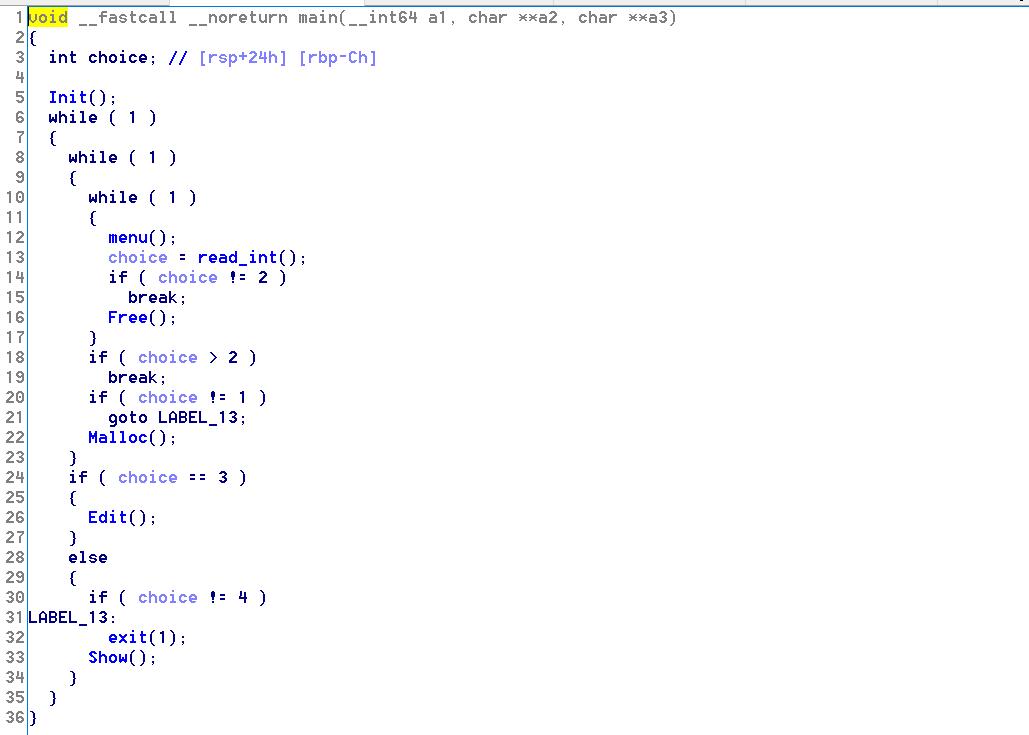 1 void __fastcall __noreturn main(__int64 a1, char **a2, char **a3)
2 {
3   int choice; // [rsp+24h] [rbp-Ch]
4
5   Init();
6   while ( 1 )
7   {
8     while ( 1 )
9     {
10       while ( 1 )
11       {
12         menu();
13         choice = read_int();
14         if ( choice != 2 )
15           break;
16         Free();
17       }
18       if ( choice > 2 )
19         break;
20       if ( choice != 1 )
21         goto LABEL_13;
22       Malloc();
23     }
24     if ( choice == 3 )
25     {
26       Edit();
27     }
28     else
29     {
30       if ( choice != 4 )
31 LABEL_13:
32         exit(1);
33       Show();
34     }
35   }
36 }